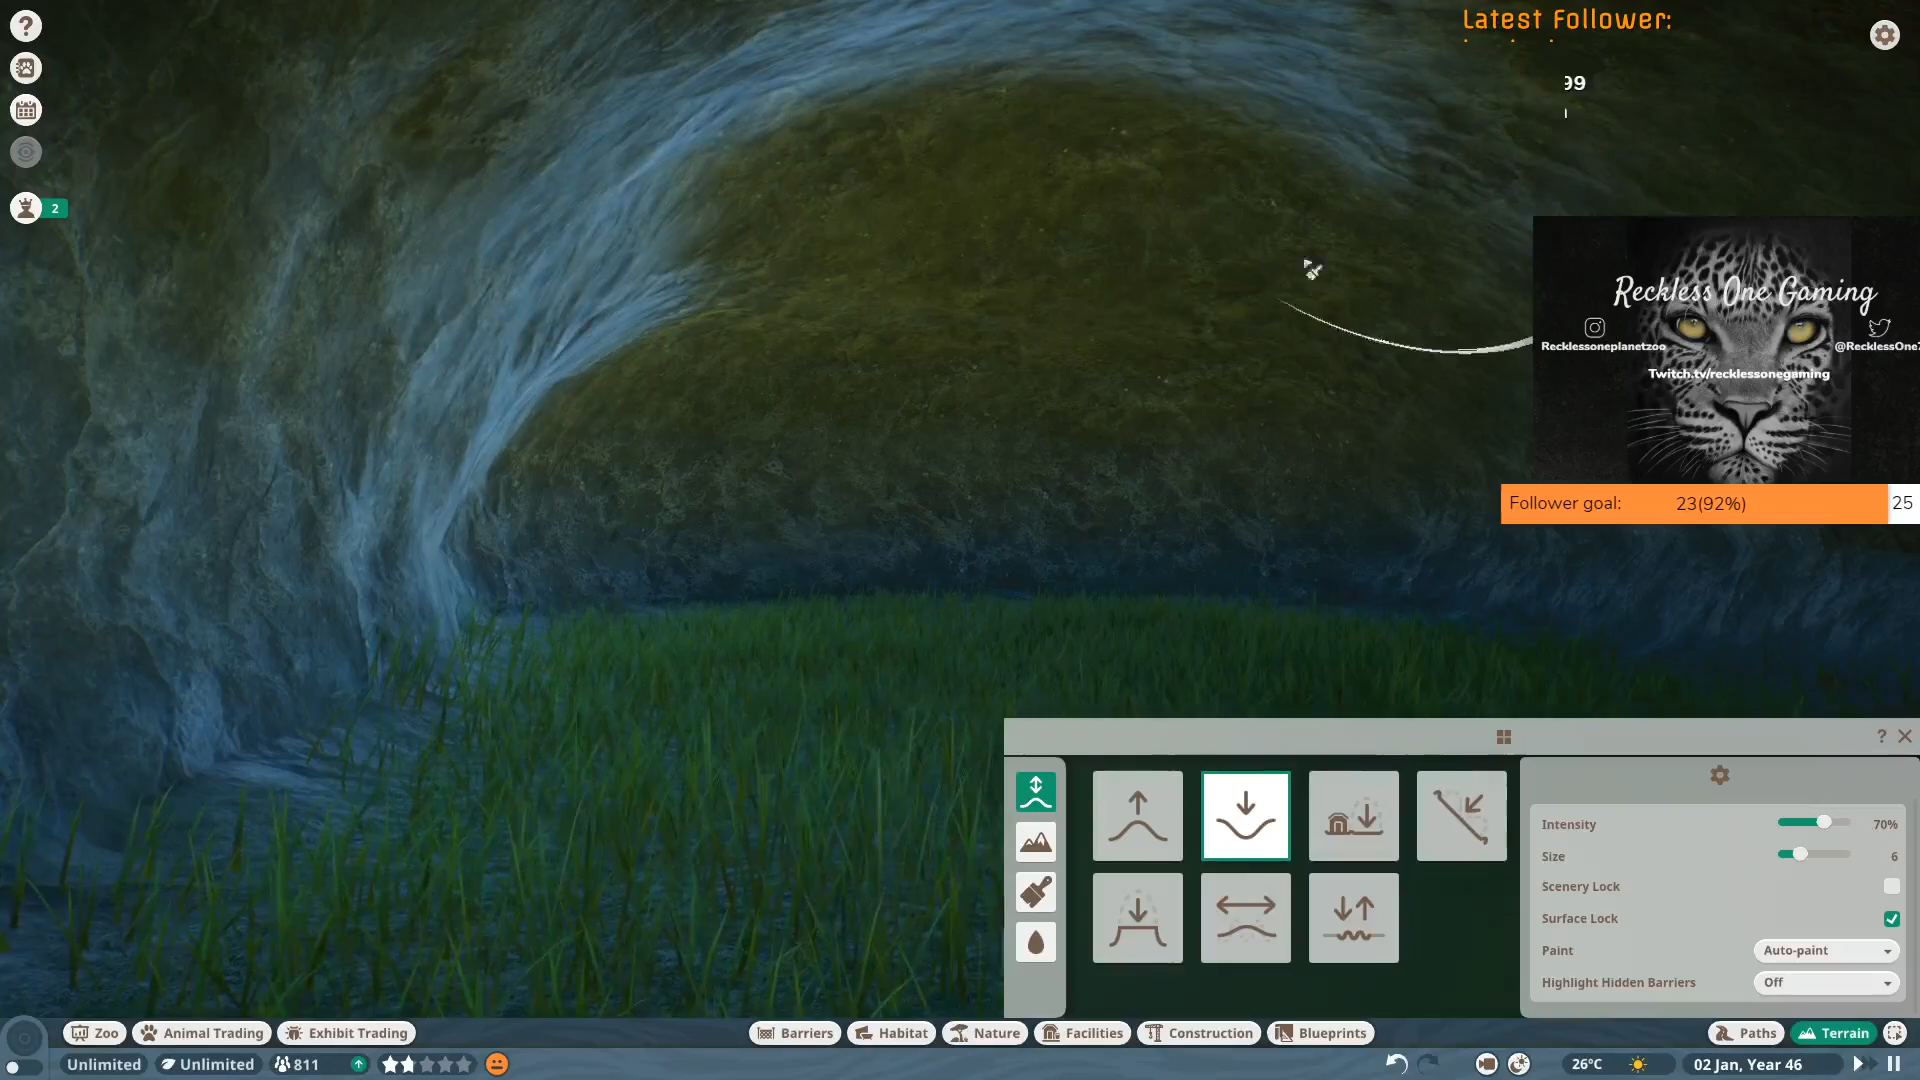 Latest Follower:
99
?
2
Reckless One Gaming
Recklessoneplanetzoo
@RecklessOne7
Twitch.tv/recklessonegaming
Follower goal: 23(92%) 25
?
Intensity 70%
Size 6
Scenery Lock
Surface Lock
Paint Auto-paint
Highlight Hidden Barriers Off
Zoo Animal Trading Exhibit Trading Barriers Habitat Nature Facilities Construction Blueprints Paths Terrain
Unlimited Unlimited 811 26°C 02 Jan, Year 46